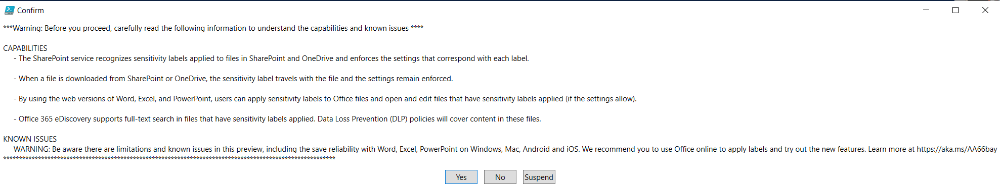 Confirm
***Warning: Before you proceed, carefully read the following information to understand the capabilities and known issues ****
CAPABILITIES
- The SharePoint service recognizes sensitivity labels applied to files in SharePoint and OneDrive and enforces the settings that correspond with each label.
- When a file is downloaded from SharePoint or OneDrive, the sensitivity label travels with the file and the settings remain enforced.
- By using the web versions of Word, Excel, and PowerPoint, users can apply sensitivity labels to Office files and open and edit files that have sensitivity labels applied (if the settings allow).
- Office 365 eDiscovery supports full-text search in files that have sensitivity labels applied. Data Loss Prevention (DLP) policies will cover content in these files.
KNOWN ISSUES
WARNING: Be aware there are limitations and known issues in this preview, including the save reliability with Word, Excel, PowerPoint on Windows, Mac, Android and iOS. We recommend you to use Office online to apply labels and try out the new features. Learn more at https://aka.ms/AA66bay
*********************************************************************************************************
Yes No Suspend